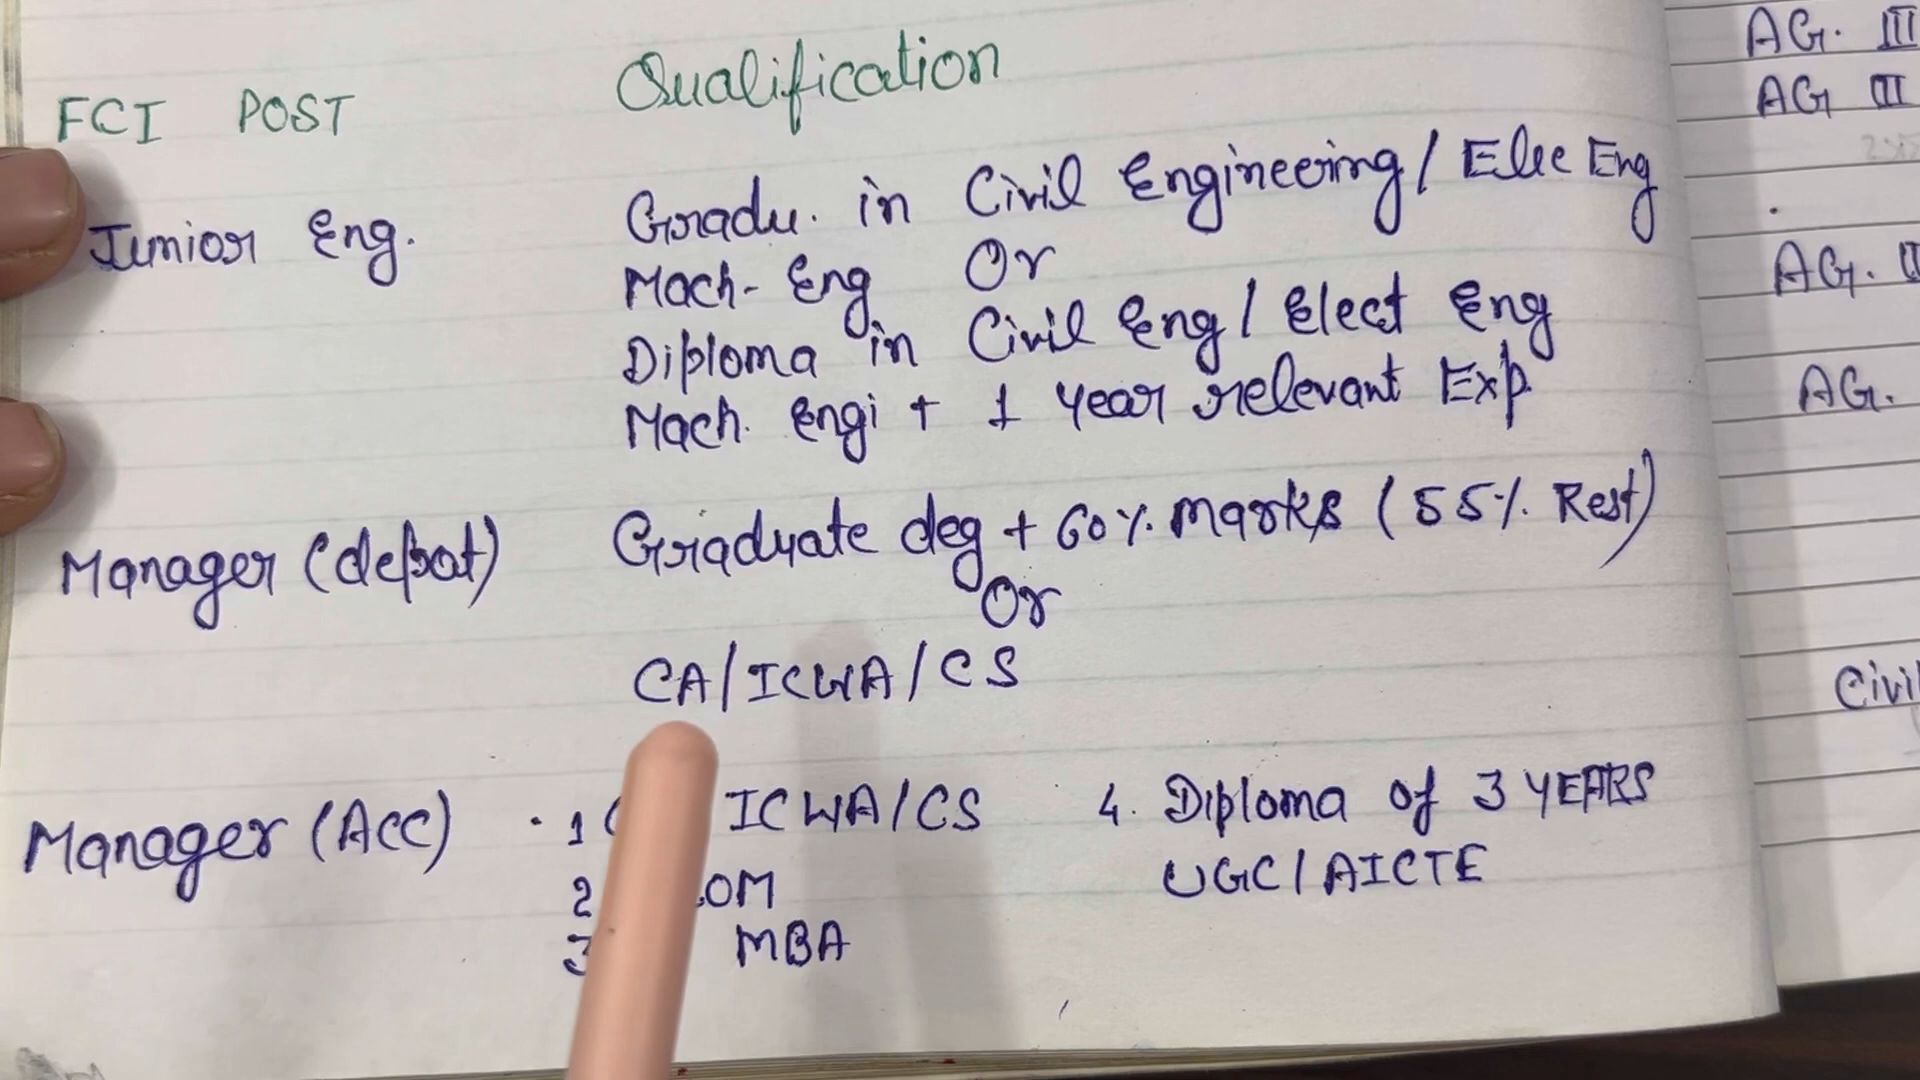 FCI POST Qualification
Junior Eng. Gradu. in Civil Engineering / Elec Eng
Mach- Eng Or
Diploma in Civil Eng / Elect Eng
Mach. Engi + 1 Year relevant Exp.
Manager (depot) Graduate deg + 60% Marks (55% Rest)
Or
CA/ICWA/CS
Manager (Acc) 1 ICWA/CS
2
3 MBA
4. Diploma of 3 YEARS
UGC/AICTE
AG. III
AG III
AG.
AG.
Civil